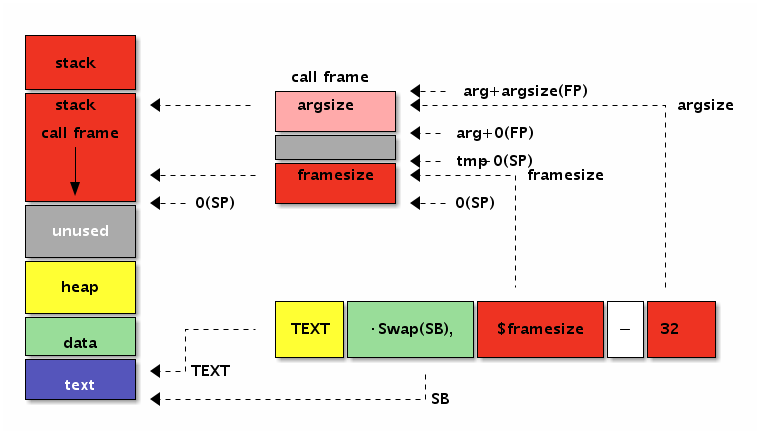 stack
stack
call frame
0(SP)
unused
heap
data
text
call frame
argsize
framesize
arg+argsize(FP)
argsize
arg+0(FP)
tmp-0(SP)
framesize
0(SP)
TEXT ·Swap(SB), $framesize – 32
TEXT
SB